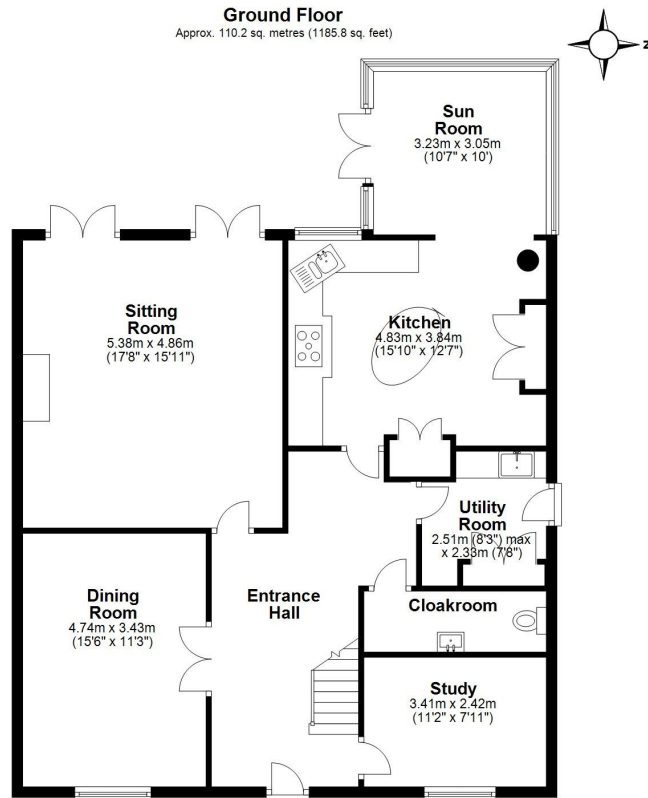 Ground Floor
Approx. 110.2 sq. metres (1185.8 sq. feet)
N
Sun
Room
3.23m x 3.05m
(10'7" x 10')
Sitting
Room
5.38m x 4.86m
(17'8" x 15'11")
Kitchen
4.83m x 3.84m
(15'10" x 12'7")
Utility
Room
2.51m (8'3") max
x 2.33m (7'8")
Dining
Room
4.74m x 3.43m
(15'6" x 11'3")
Entrance
Hall
Cloakroom
Study
3.41m x 2.42m
(11'2" x 7'11")